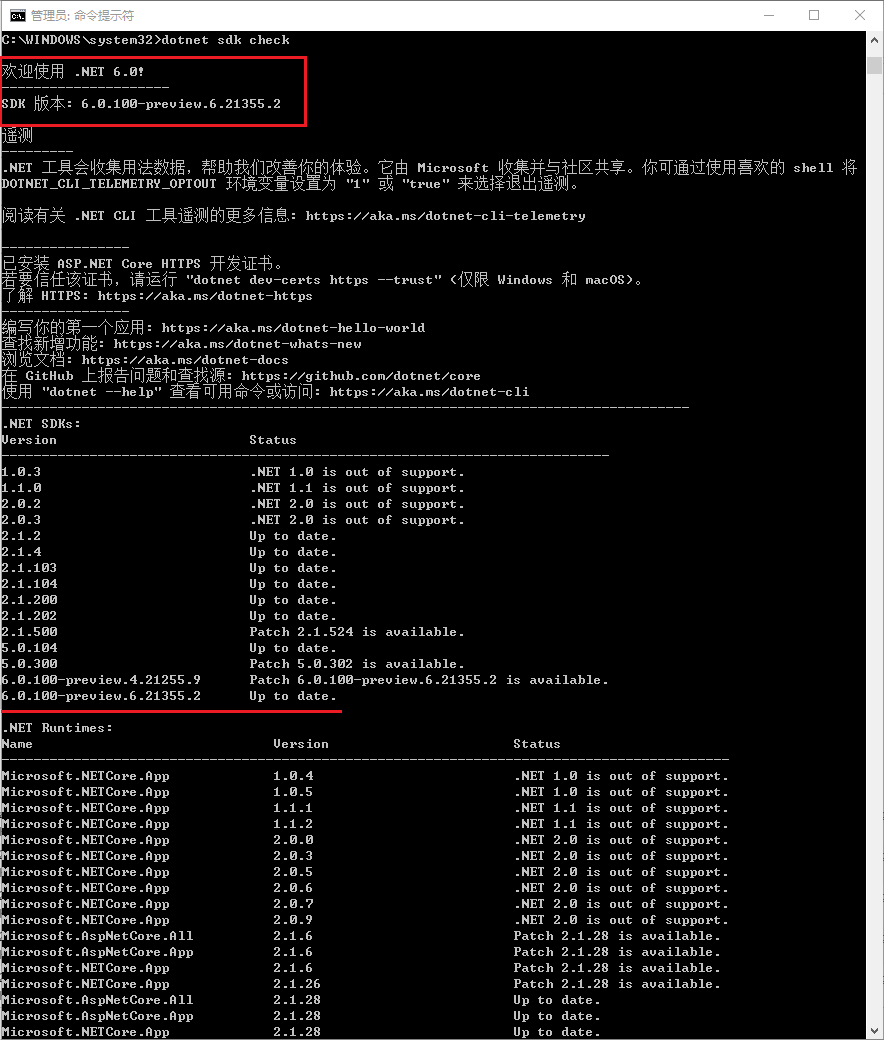 管理员: 命令提示符
C:\WINDOWS\system32>dotnet sdk check
欢迎使用 .NET 6.0!
---------------------
SDK 版本: 6.0.100-preview.6.21355.2
遥测
---------
.NET 工具会收集用法数据，帮助我们改善你的体验。它由 Microsoft 收集并与社区共享。你可通过使用喜欢的 shell 将
DOTNET_CLI_TELEMETRY_OPTOUT 环境变量设置为 "1" 或 "true" 来选择退出遥测。
阅读有关 .NET CLI 工具遥测的更多信息: https://aka.ms/dotnet-cli-telemetry
----------------
已安装 ASP.NET Core HTTPS 开发证书。
若要信任该证书，请运行 "dotnet dev-certs https --trust" (仅限 Windows 和 macOS)。
了解 HTTPS: https://aka.ms/dotnet-https
----------------
编写你的第一个应用: https://aka.ms/dotnet-hello-world
查找新增功能: https://aka.ms/dotnet-whats-new
浏览文档: https://aka.ms/dotnet-docs
在 GitHub 上报告问题和查找源: https://github.com/dotnet/core
使用 "dotnet --help" 查看可用命令或访问: https://aka.ms/dotnet-cli
--------------------------------------------------------------------------------------
.NET SDKs:
Version Status
----------------------------------------------------------------------------
1.0.3 .NET 1.0 is out of support.
1.1.0 .NET 1.1 is out of support.
2.0.2 .NET 2.0 is out of support.
2.0.3 .NET 2.0 is out of support.
2.1.2 Up to date.
2.1.4 Up to date.
2.1.103 Up to date.
2.1.104 Up to date.
2.1.200 Up to date.
2.1.202 Up to date.
2.1.500 Patch 2.1.524 is available.
5.0.104 Up to date.
5.0.300 Patch 5.0.302 is available.
6.0.100-preview.4.21255.9 Patch 6.0.100-preview.6.21355.2 is available.
6.0.100-preview.6.21355.2 Up to date.
.NET Runtimes:
Name Version Status
-------------------------------------------------------------------------------------------
Microsoft.NETCore.App 1.0.4 .NET 1.0 is out of support.
Microsoft.NETCore.App 1.0.5 .NET 1.0 is out of support.
Microsoft.NETCore.App 1.1.1 .NET 1.1 is out of support.
Microsoft.NETCore.App 1.1.2 .NET 1.1 is out of support.
Microsoft.NETCore.App 2.0.0 .NET 2.0 is out of support.
Microsoft.NETCore.App 2.0.3 .NET 2.0 is out of support.
Microsoft.NETCore.App 2.0.5 .NET 2.0 is out of support.
Microsoft.NETCore.App 2.0.6 .NET 2.0 is out of support.
Microsoft.NETCore.App 2.0.7 .NET 2.0 is out of support.
Microsoft.NETCore.App 2.0.9 .NET 2.0 is out of support.
Microsoft.AspNetCore.All 2.1.6 Patch 2.1.28 is available.
Microsoft.AspNetCore.App 2.1.6 Patch 2.1.28 is available.
Microsoft.NETCore.App 2.1.6 Patch 2.1.28 is available.
Microsoft.NETCore.App 2.1.26 Patch 2.1.28 is available.
Microsoft.AspNetCore.All 2.1.28 Up to date.
Microsoft.AspNetCore.App 2.1.28 Up to date.
Microsoft.NETCore.App 2.1.28 Up to date.